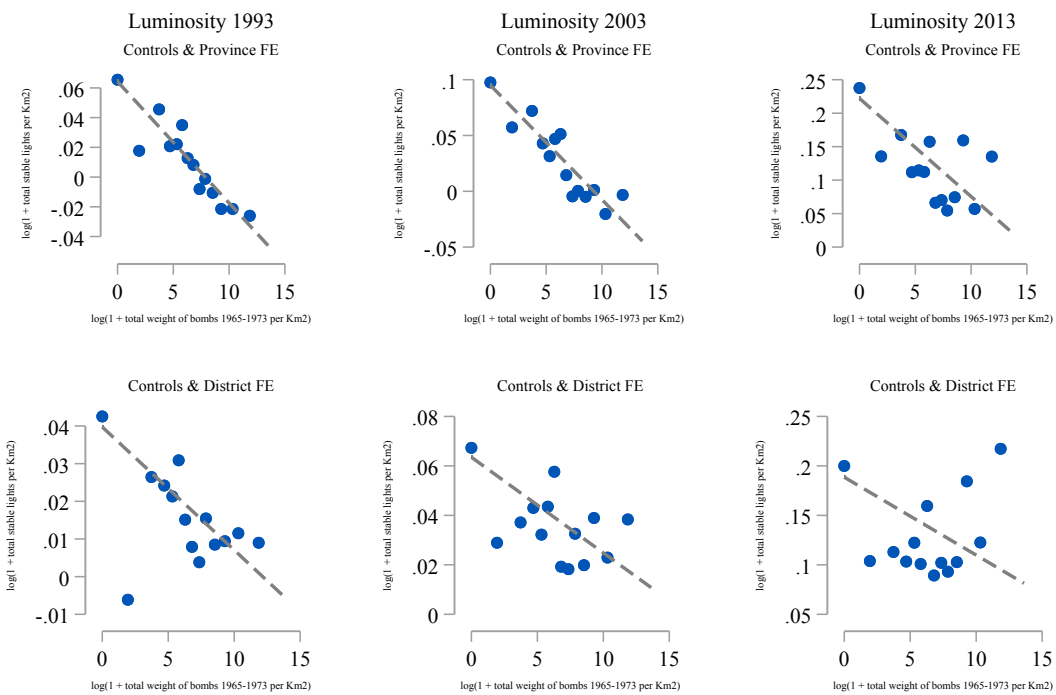 Luminosity 1993
Controls & Province FE
log(1 + total stable lights per Km2)
.06
.04
.02
0
-.02
-.04
0 5 10 15
log(1 + total weight of bombs 1965-1973 per Km2)
Luminosity 2003
Controls & Province FE
log(1 + total stable lights per Km2)
.1
.05
0
-.05
0 5 10 15
log(1 + total weight of bombs 1965-1973 per Km2)
Luminosity 2013
Controls & Province FE
log(1 + total stable lights per Km2)
.25
.2
.15
.1
.05
0
0 5 10 15
log(1 + total weight of bombs 1965-1973 per Km2)
Controls & District FE
log(1 + total stable lights per Km2)
.04
.03
.02
.01
0
-.01
0 5 10 15
log(1 + total weight of bombs 1965-1973 per Km2)
Controls & District FE
log(1 + total stable lights per Km2)
.08
.06
.04
.02
0
0 5 10 15
log(1 + total weight of bombs 1965-1973 per Km2)
Controls & District FE
log(1 + total stable lights per Km2)
.25
.2
.15
.1
.05
0 5 10 15
log(1 + total weight of bombs 1965-1973 per Km2)